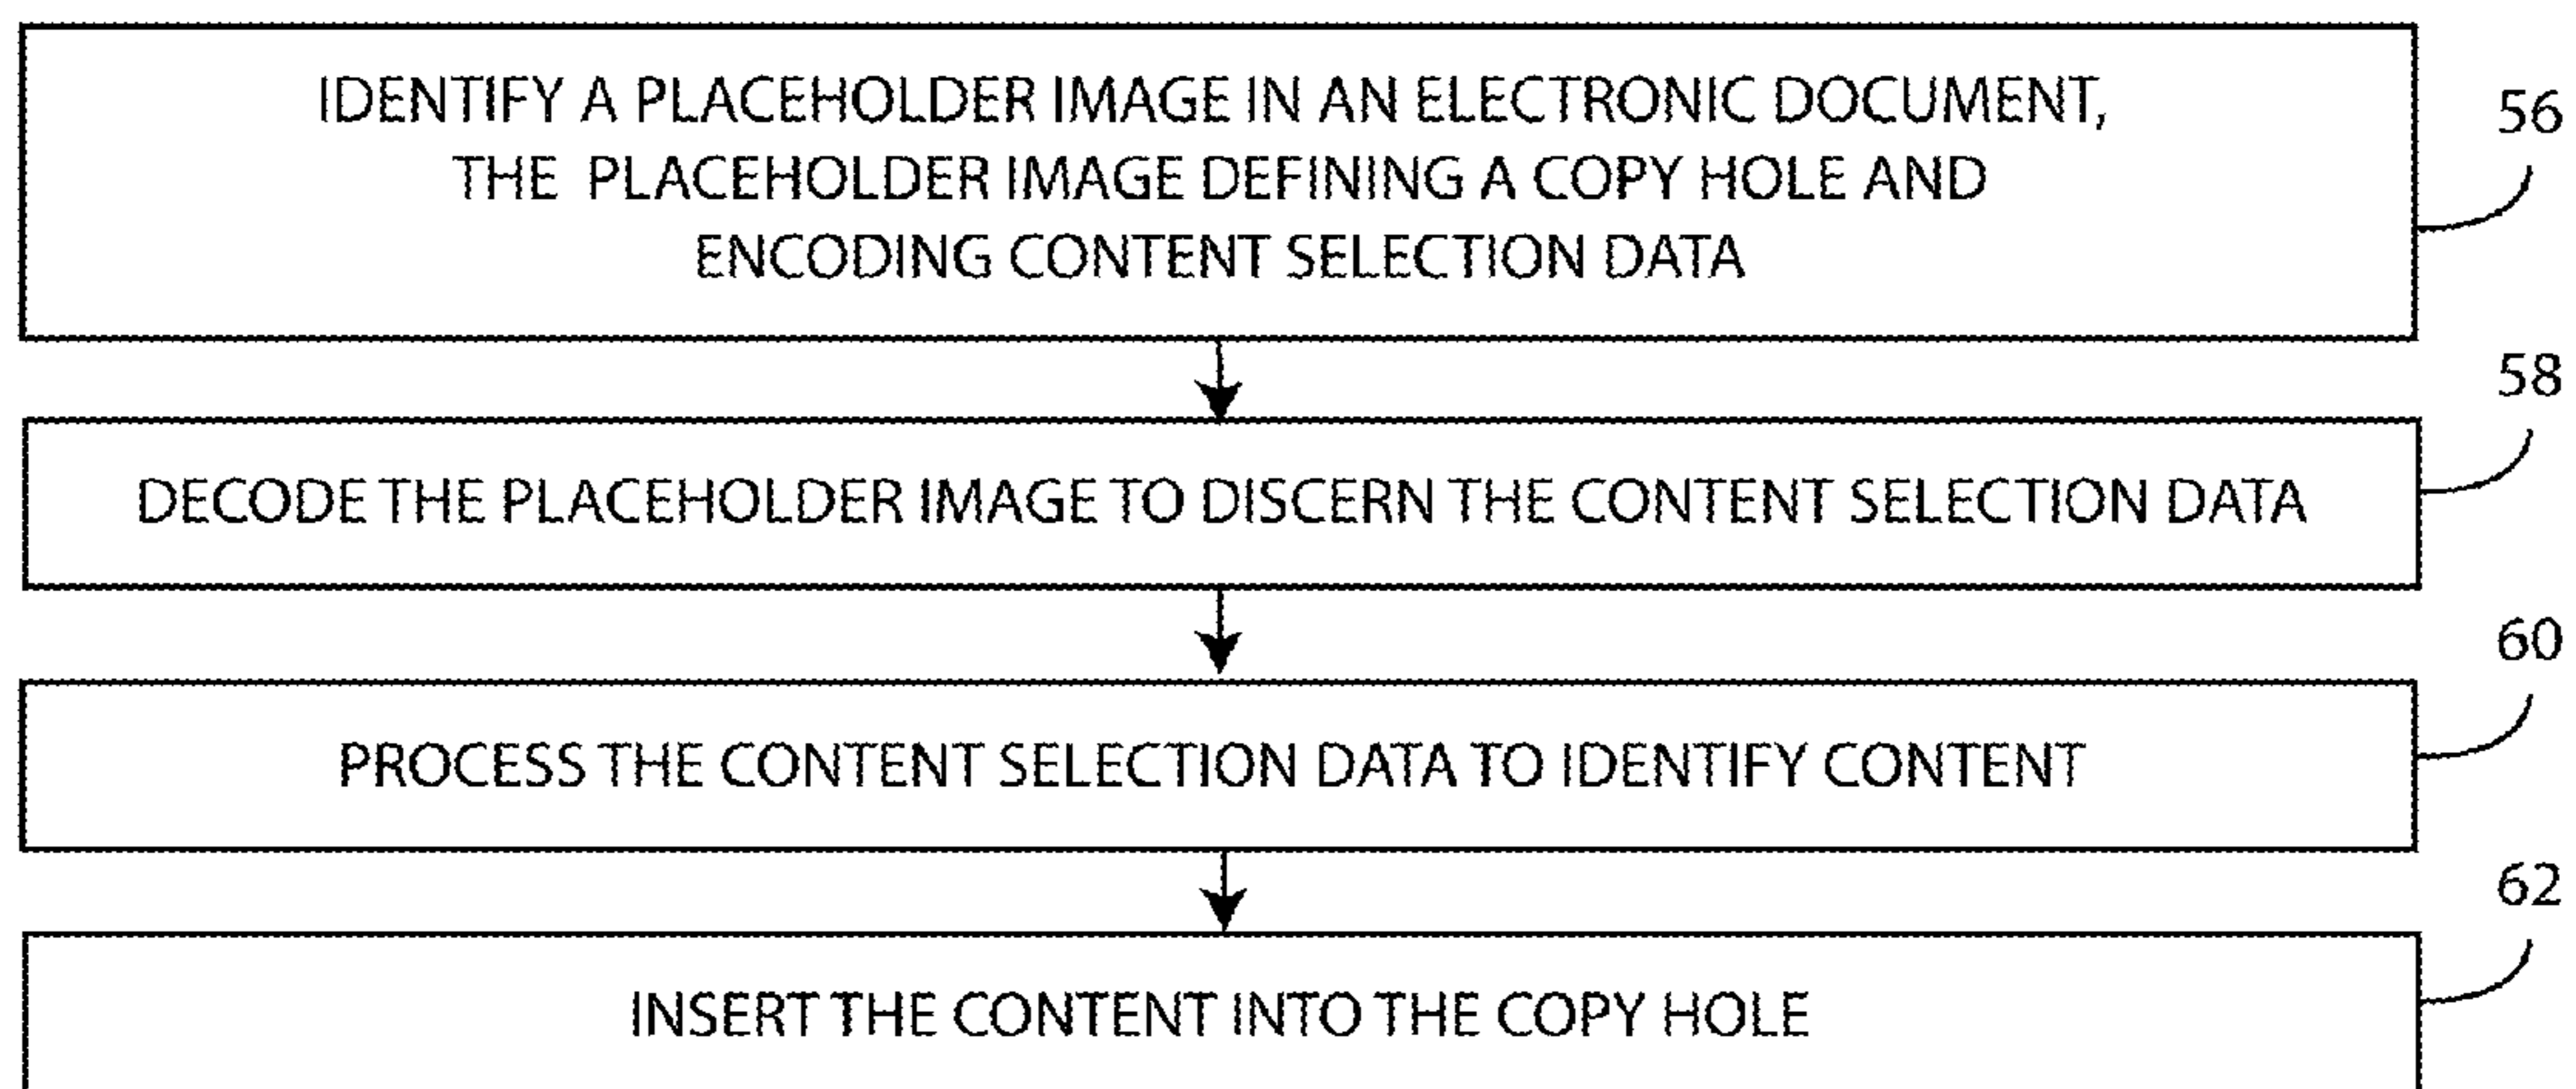 IDENTIFY A PLACEHOLDER IMAGE IN AN ELECTRONIC DOCUMENT,
THE PLACEHOLDER IMAGE DEFINING A COPY HOLE AND
ENCODING CONTENT SELECTION DATA
56
58
DECODE THE PLACEHOLDER IMAGE TO DISCERN THE CONTENT SELECTION DATA
60
PROCESS THE CONTENT SELECTION DATA TO IDENTIFY CONTENT
62
INSERT THE CONTENT INTO THE COPY HOLE